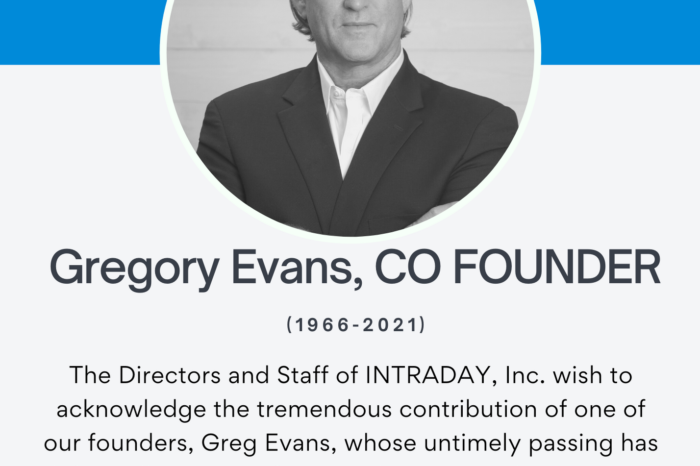 Gregory Evans, CO FOUNDER
(1966-2021)
The Directors and Staff of INTRADAY, Inc. wish to
acknowledge the tremendous contribution of one of
our founders, Greg Evans, whose untimely passing has